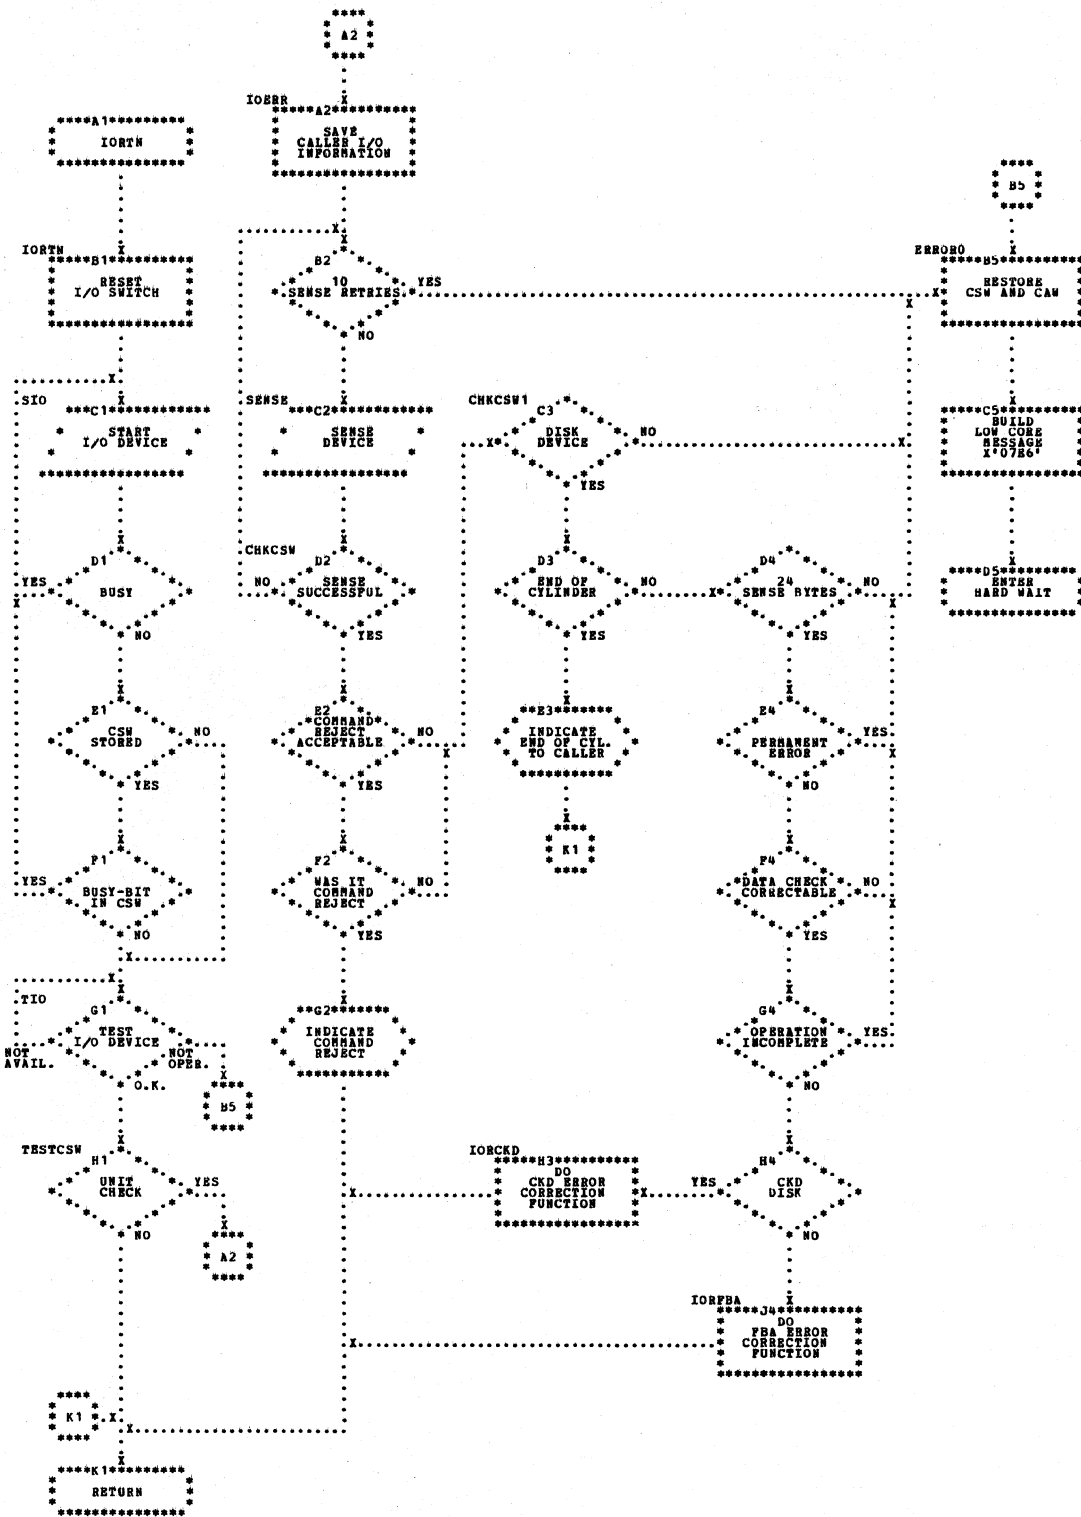 A2
IOERR
A2
SAVE
CALLER I/O
INFORMATION
A1
IORTN
B5
IORTN
B1
RESET
I/O SWITCH
B2
10
SENSE RETRIES
YES
NO
ERROR0
B5
RESTORE
CSW AND CAW
SIO
C1
START
I/O DEVICE
SENSE
C2
SENSE
DEVICE
CHKCSW1
C3
DISK
DEVICE
NO
YES
C5
BUILD
LOW CORE
MESSAGE
X'07E6'
D1
BUSY
YES
NO
CHKCSW
D2
SENSE
SUCCESSFUL
NO
YES
D3
END OF
CYLINDER
NO
YES
D4
24
SENSE BYTES
NO
YES
D5
ENTER
HARD WAIT
E1
CSW
STORED
NO
YES
E2
COMMAND
REJECT
ACCEPTABLE
NO
YES
E3
INDICATE
END OF CYL.
TO CALLER
E4
PERMANENT
ERROR
YES
NO
K1
F1
BUSY-BIT
IN CSW
YES
NO
F2
WAS IT
COMMAND
REJECT
NO
YES
F4
DATA CHECK
CORRECTABLE
NO
YES
TIO
G1
TEST
I/O DEVICE
NOT
AVAIL.
NOT
OPER.
O.K.
G2
INDICATE
COMMAND
REJECT
G4
OPERATION
INCOMPLETE
YES
NO
B5
TESTCSW
H1
UNIT
CHECK
YES
NO
IORCKD
H3
DO
CKD ERROR
CORRECTION
FUNCTION
H4
CKD
DISK
YES
NO
A2
IORFBA
J4
DO
FBA ERROR
CORRECTION
FUNCTION
K1
K1
RETURN